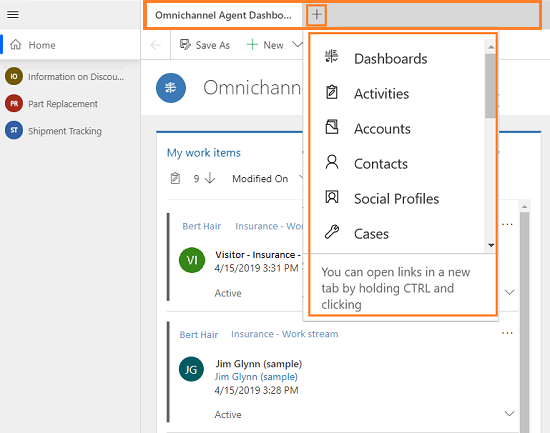 Omnichannel Agent Dashbo...
Home
Save As
New
IO Information on Discou...
PR Part Replacement
ST Shipment Tracking
Omnichannel
Dashboards
Activities
Accounts
Contacts
Social Profiles
Cases
You can open links in a new
tab by holding CTRL and
clicking
My work items
9 Modified On
Bert Hair Insurance - Work
VI Visitor - Insurance -
4/15/2019 3:31 PM
Active
Bert Hair Insurance - Work stream
JG Jim Glynn (sample)
Jim Glynn (sample)
4/15/2019 3:28 PM
Active